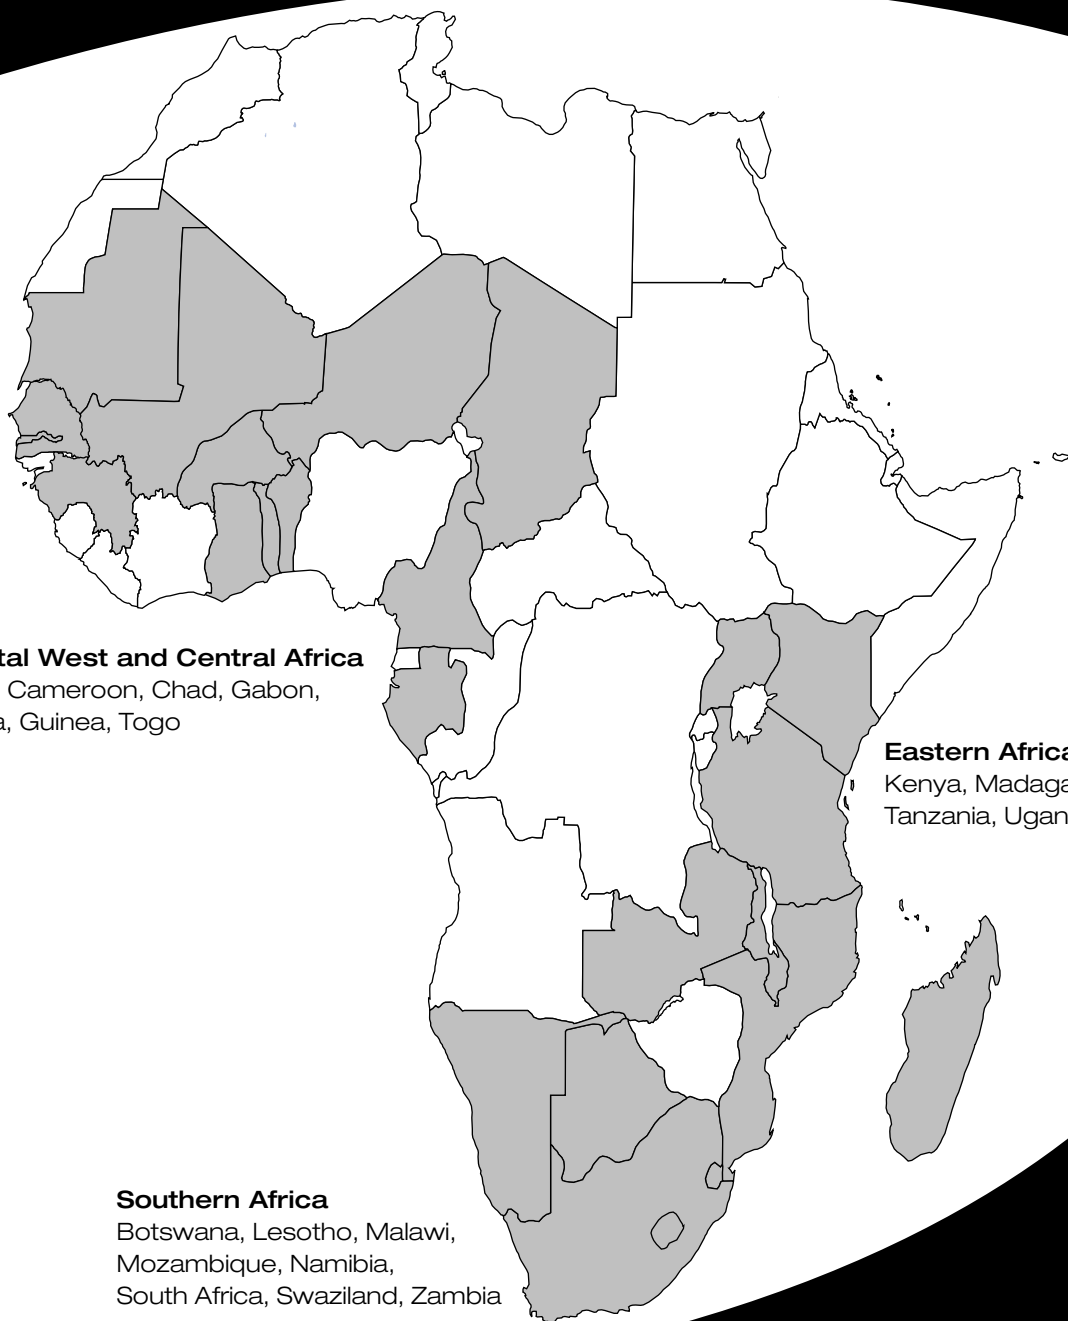 tal West and Central Africa
Cameroon, Chad, Gabon,
a, Guinea, Togo
Eastern Africa
Kenya, Madaga
Tanzania, Ugan
Southern Africa
Botswana, Lesotho, Malawi,
Mozambique, Namibia,
South Africa, Swaziland, Zambia